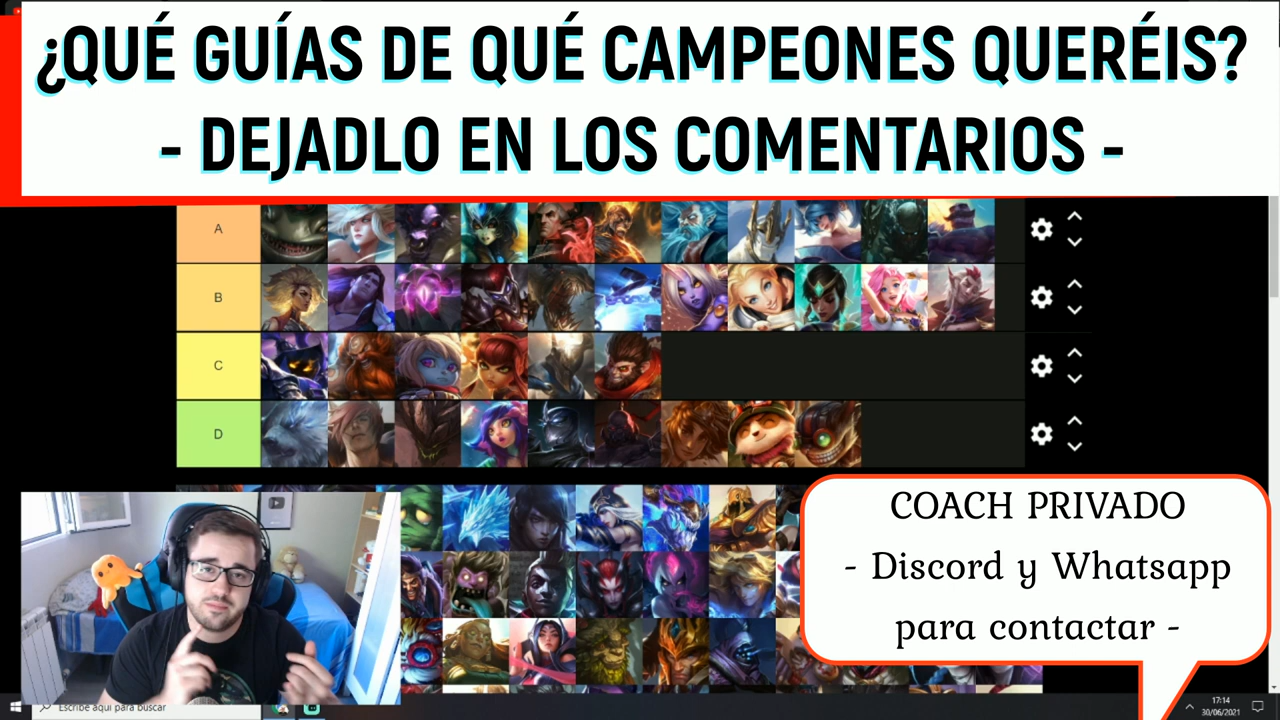 ¿QUÉ GUÍAS DE QUÉ CAMPEONES QUERÉIS?
- DEJADLO EN LOS COMENTARIOS -
A
B
C
D
COACH PRIVADO
- Discord y Whatsapp
para contactar -
Escribe aquí para buscar
17:14
30/06/2021